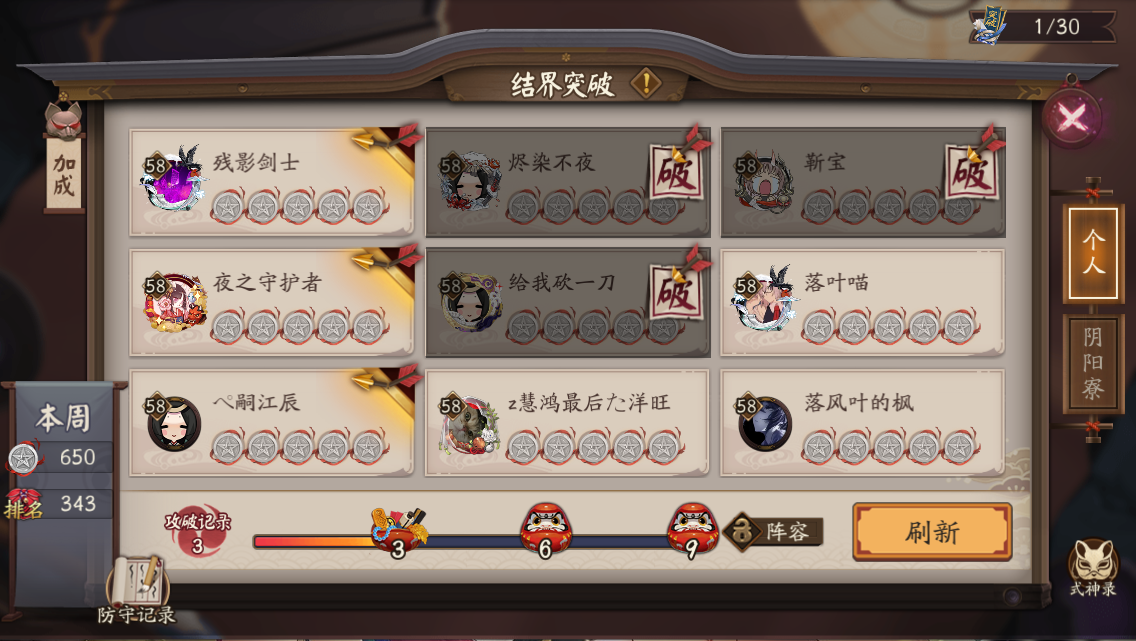 1/30
结界突破
加成
58 残影剑士
58 烬染不夜 破
58 靳宝 破
58 夜之守护者
58 给我砍一刀 破
58 落叶喵
58 ペ嗣江辰
58 z慧鸿最后た洋旺
58 落风叶的枫
个人
阴阳寮
本周
650
排名 343
攻破记录
3
3
6
9
阵容
刷新
防守记录
式神录